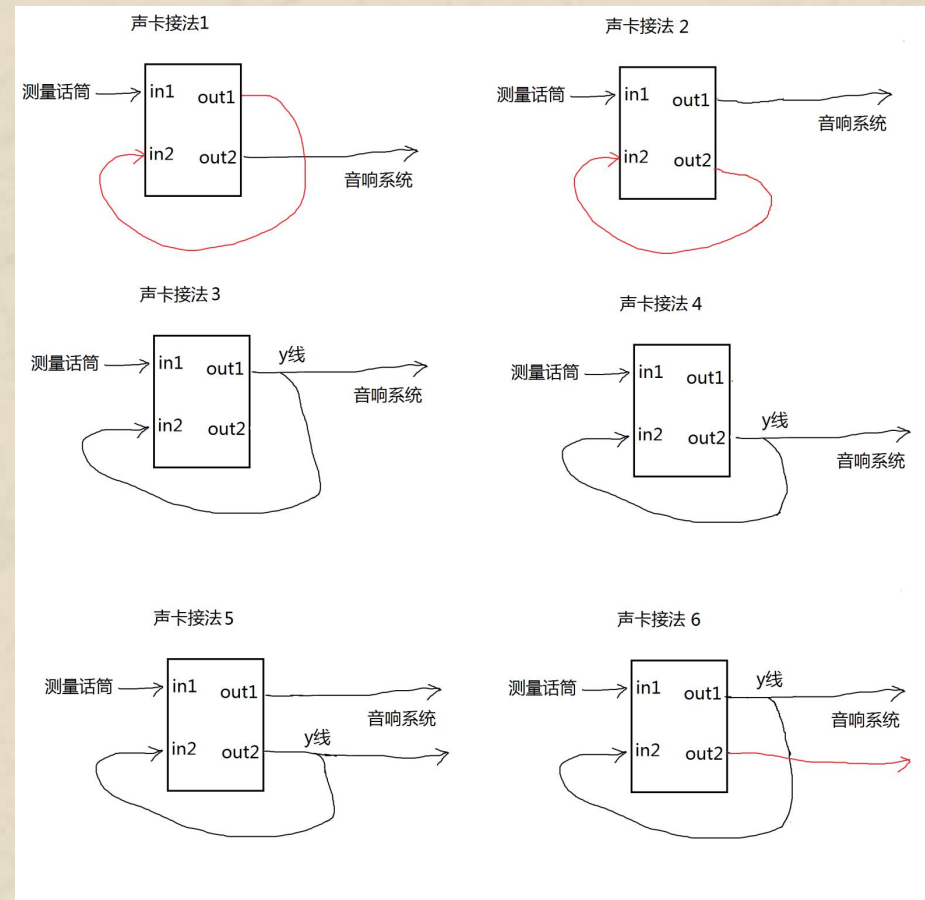 声卡接法1
测量话筒
in1
out1
in2
out2
音响系统
声卡接法 2
测量话筒
in1
out1
音响系统
in2
out2
声卡接法 3
测量话筒
in1
out1
y线
音响系统
in2
out2
声卡接法 4
测量话筒
in1
out1
in2
out2
y线
音响系统
声卡接法 5
测量话筒
in1
out1
音响系统
in2
out2
y线
声卡接法 6
测量话筒
in1
out1
y线
音响系统
in2
out2